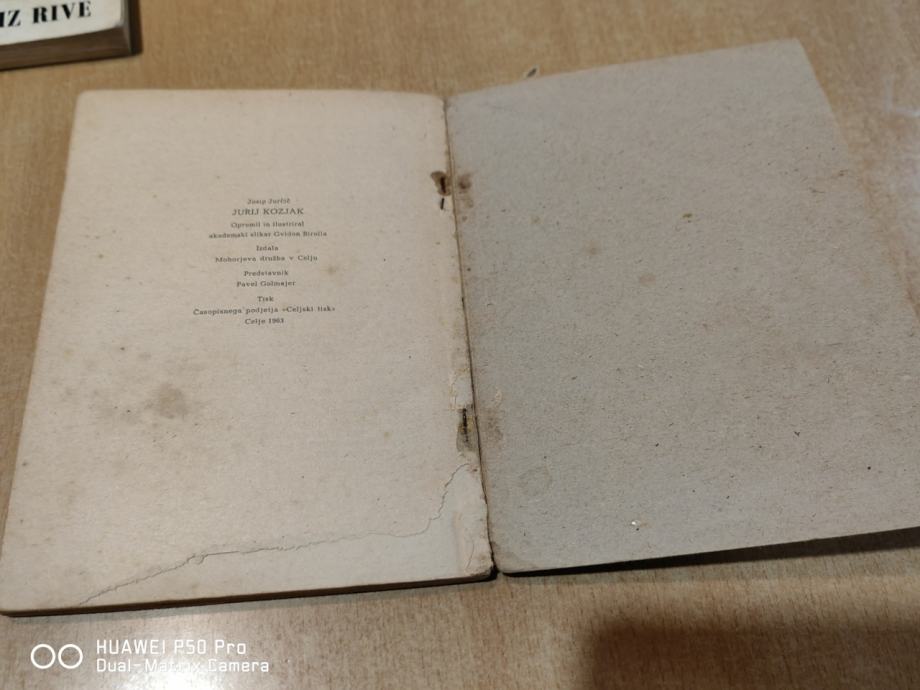 IZ RIVE
Josip Jurčič
JURIJ KOZJAK
Opremil in ilustriral
akademski slikar Gvidon Birolla
Izdala
Mohorjeva družba v Celju
Predstavnik
Pavel Golmajer
Tisk
Časopisnega podjetja »Celjski tisk«
Celje 1963
HUAWEI P50 Pro
Dual-Matrix Camera